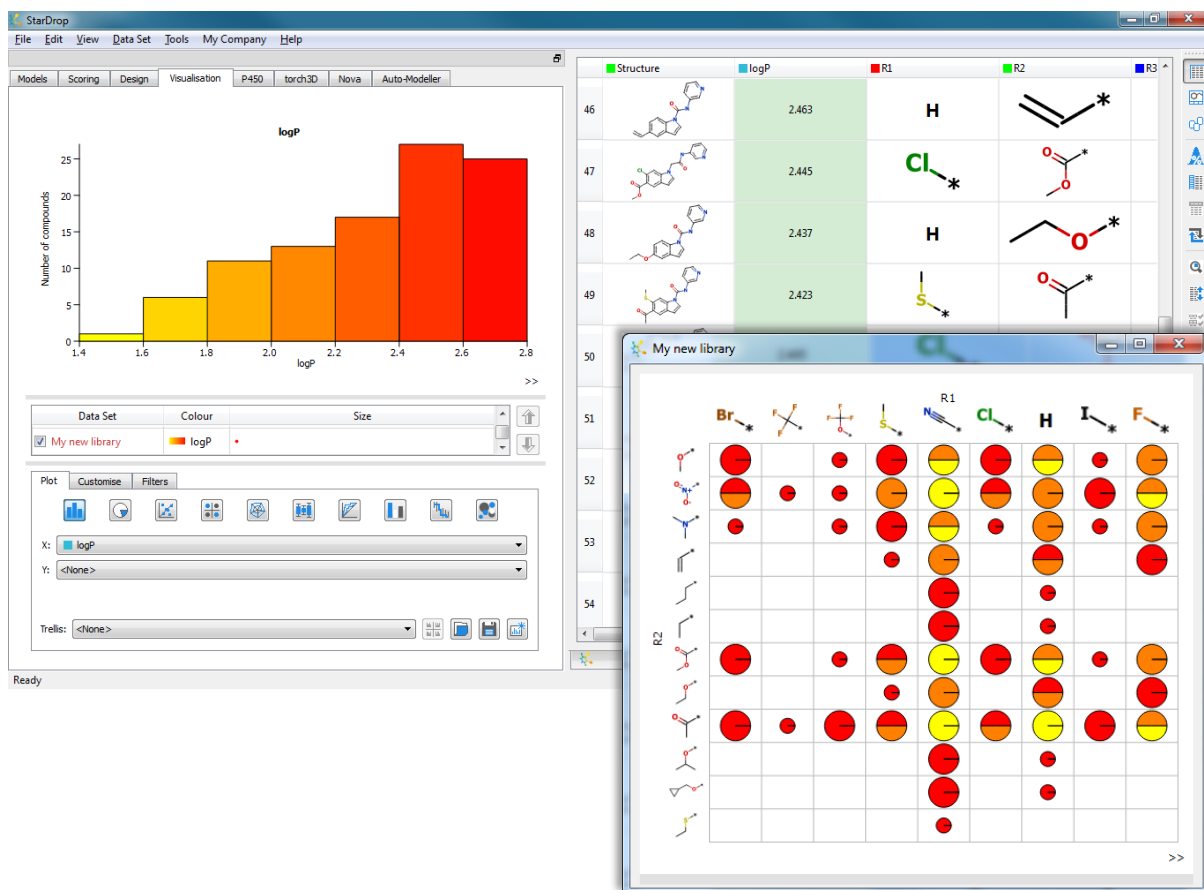 StarDrop
File Edit View Data Set Tools My Company Help
Models Scoring Design Visualisation P450 torch3D Nova Auto-Modeller
logP
Number of compounds
25
20
15
10
5
0
1.4 1.6 1.8 2.0 2.2 2.4 2.6 2.8
logP
>>
Data Set Colour Size
My new library logP
Plot Customise Filters
X: logP
Y: <None>
Trellis: <None>
Ready
Structure logP R1 R2 R3
46 2.463 H *
47 2.445 Cl * O * O
48 2.437 H O *
49 2.423 S * O *
50 Cl
51
52
53
54
My new library
R1
Br * F F F * F F F O * S * N * Cl * H I * F *
R2
O *
O⁻ N⁺ * O⁻
N *
*
*
*
O * O
O *
O *
O *
O *
S *
>>